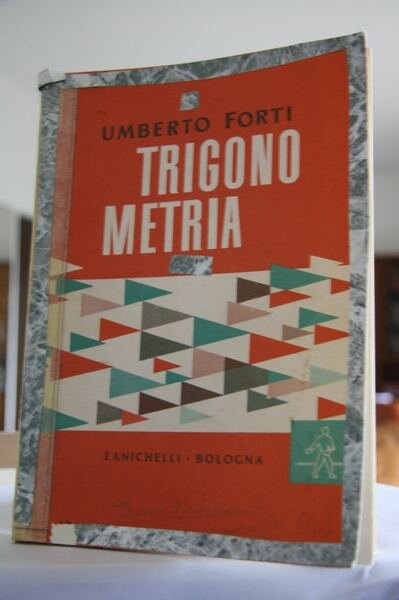 UMBERTO FORTI
TRIGONO
METRIA
ZANICHELLI - BOLOGNA